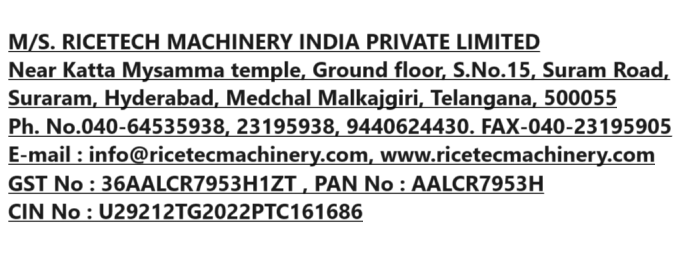 M/S. RICETECH MACHINERY INDIA PRIVATE LIMITED
Near Katta Mysamma temple, Ground floor, S.No.15, Suram Road,
Suraram, Hyderabad, Medchal Malkajgiri, Telangana, 500055
Ph. No.040-64535938, 23195938, 9440624430. FAX-040-23195905
E-mail : info@ricetecmachinery.com, www.ricetecmachinery.com
GST No : 36AALCR7953H1ZT , PAN No : AALCR7953H
CIN No : U29212TG2022PTC161686